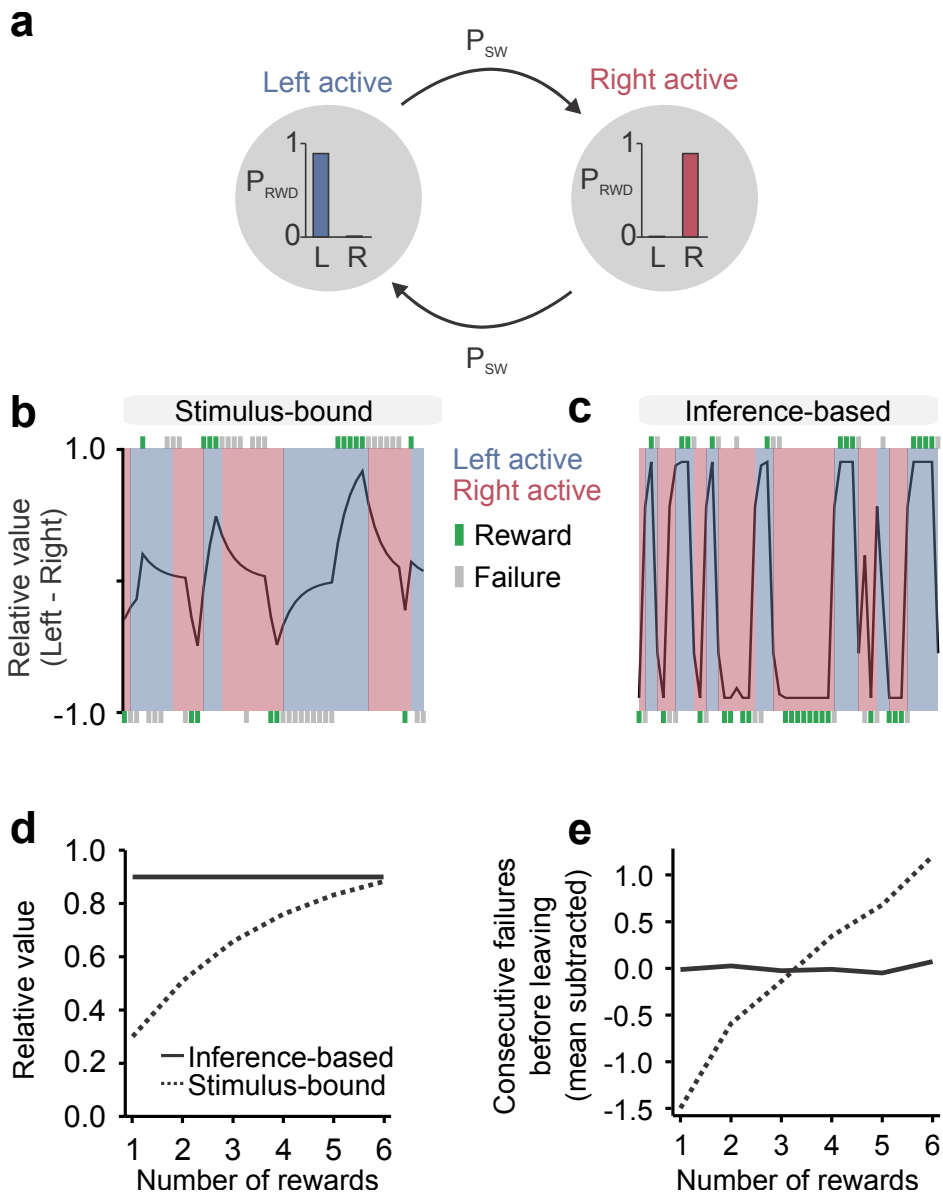 a
P_SW
Left active
Right active
1
P_RWD
0
L R
1
P_RWD
0
L R
P_SW
b
Stimulus-bound
c
Inference-based
1.0
-1.0
Relative value
(Left - Right)
Left active
Right active
Reward
Failure
d
1.0
0.8
0.6
0.4
0.2
0.0
Relative value
Inference-based
Stimulus-bound
1 2 3 4 5 6
Number of rewards
e
1.0
0.5
0.0
-0.5
-1.0
-1.5
Consecutive failures
before leaving
(mean subtracted)
1 2 3 4 5 6
Number of rewards